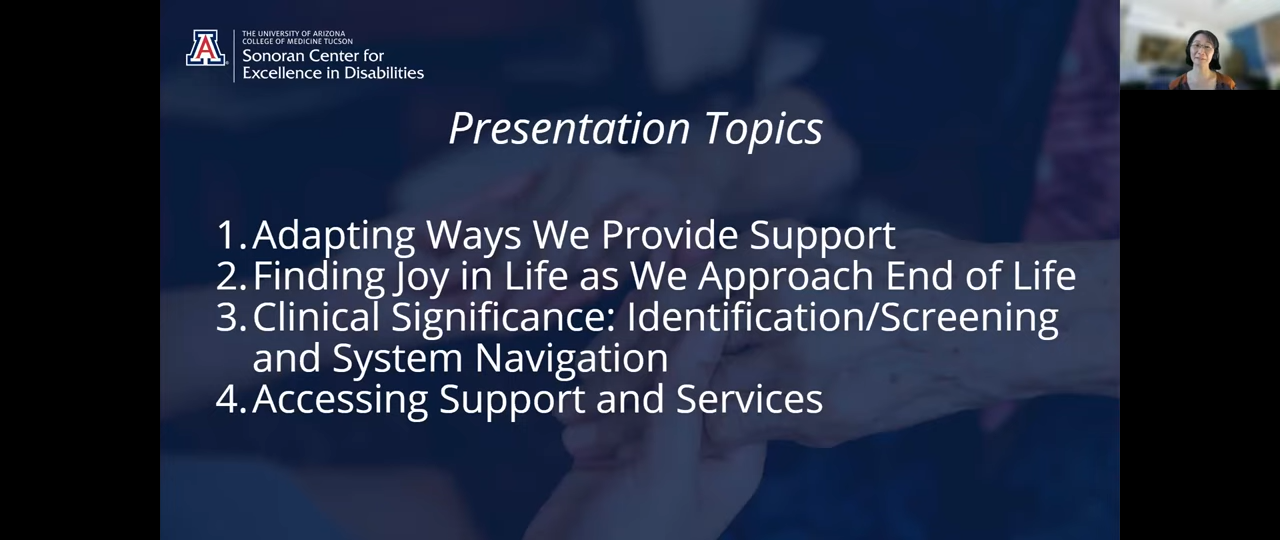 THE UNIVERSITY OF ARIZONA
COLLEGE OF MEDICINE TUCSON
Sonoran Center for
Excellence in Disabilities
Presentation Topics
1. Adapting Ways We Provide Support
2. Finding Joy in Life as We Approach End of Life
3. Clinical Significance: Identification/Screening
and System Navigation
4. Accessing Support and Services